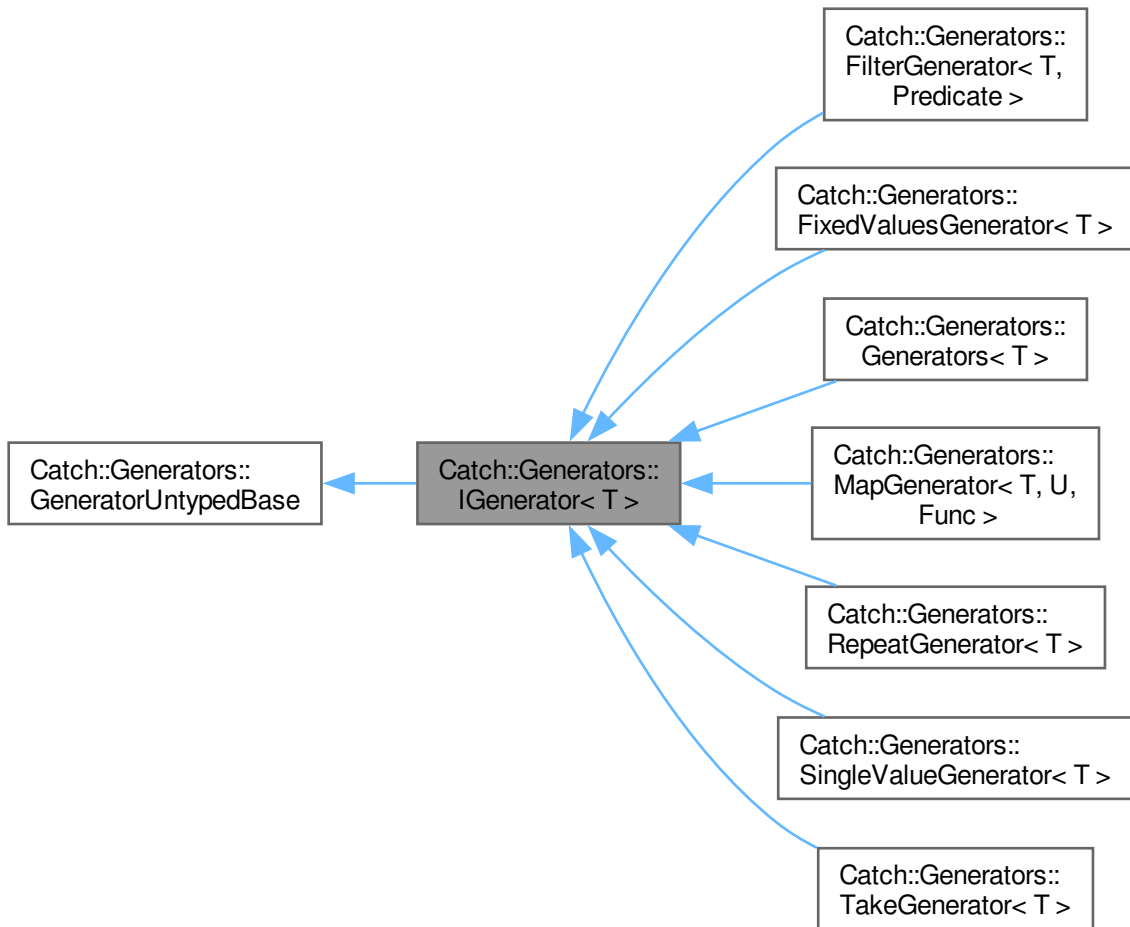 Catch::Generators::
FilterGenerator< T,
Predicate >
Catch::Generators::
FixedValuesGenerator< T >
Catch::Generators::
Generators< T >
Catch::Generators::
GeneratorUntypedBase
Catch::Generators::
IGenerator< T >
Catch::Generators::
MapGenerator< T, U,
Func >
Catch::Generators::
RepeatGenerator< T >
Catch::Generators::
SingleValueGenerator< T >
Catch::Generators::
TakeGenerator< T >